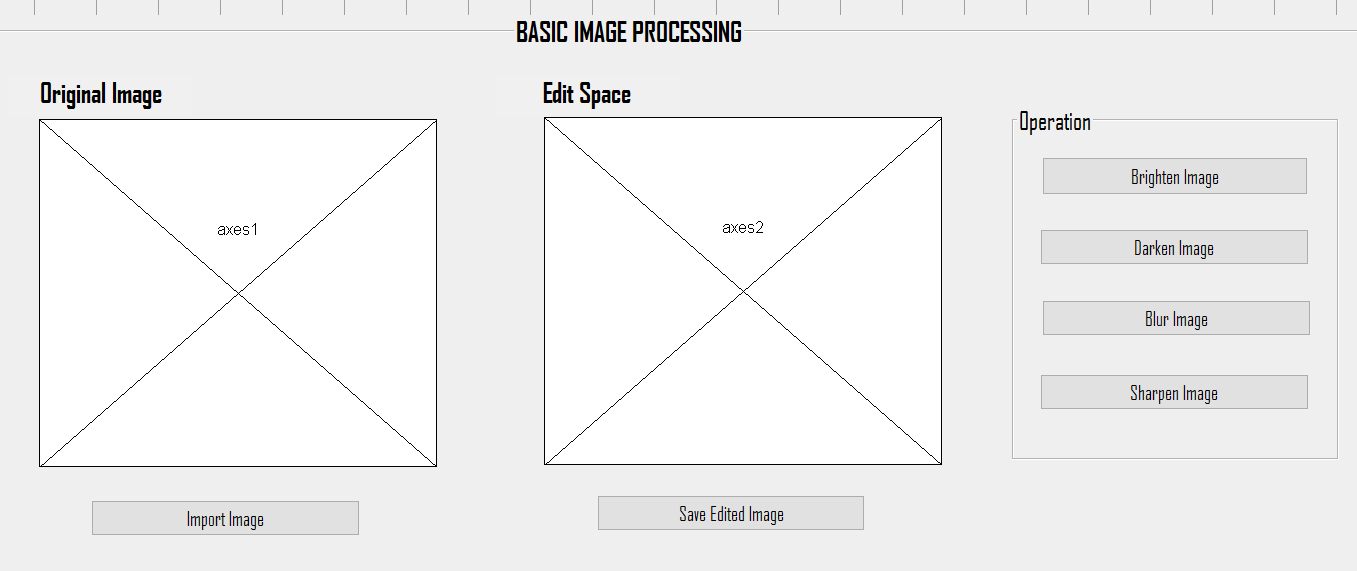 BASIC IMAGE PROCESSING
Original Image
Edit Space
Operation
axes1
axes2
Brighten Image
Darken Image
Blur Image
Sharpen Image
Import Image
Save Edited Image